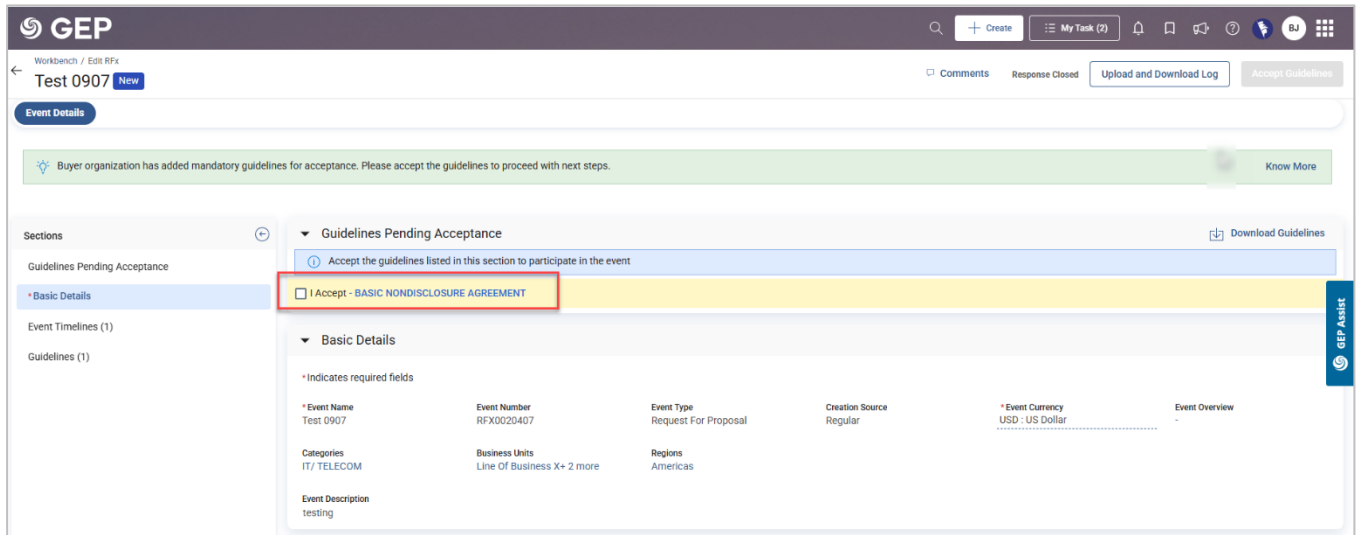 GEP
+ Create
My Task (2)
BJ
Workbench / Edit RFx
Test 0907 New
Comments
Response Closed
Upload and Download Log
Accept Guidelines
Event Details
Buyer organization has added mandatory guidelines for acceptance. Please accept the guidelines to proceed with next steps.
Know More
Sections
Guidelines Pending Acceptance
*Basic Details
Event Timelines (1)
Guidelines (1)
Guidelines Pending Acceptance
Download Guidelines
Accept the guidelines listed in this section to participate in the event
I Accept - BASIC NONDISCLOSURE AGREEMENT
Basic Details
*Indicates required fields
*Event Name
Test 0907
Event Number
RFX0020407
Event Type
Request For Proposal
Creation Source
Regular
*Event Currency
USD : US Dollar
Event Overview
-
Categories
IT/ TELECOM
Business Units
Line Of Business X+ 2 more
Regions
Americas
Event Description
testing
GEP Assist